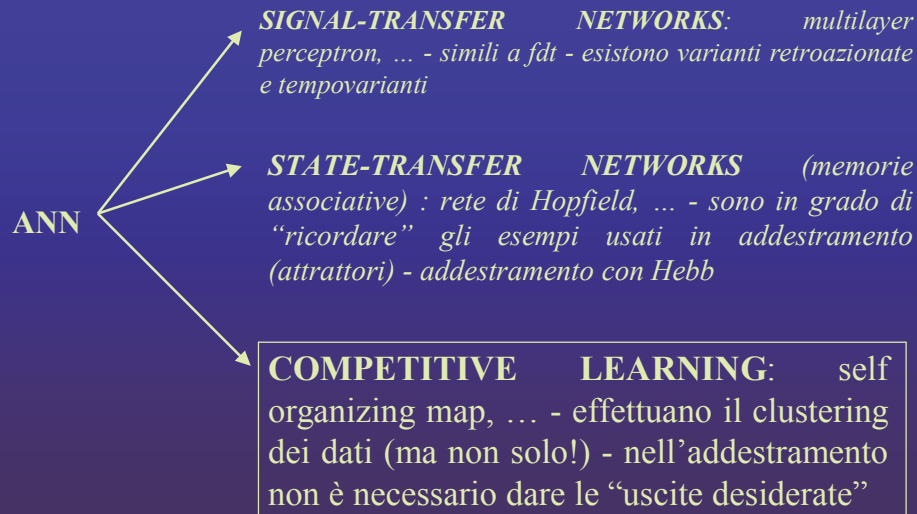 SIGNAL-TRANSFER NETWORKS: multilayer
perceptron, ... - simili a fdt - esistono varianti retroazionate
e tempovarianti
STATE-TRANSFER NETWORKS (memorie
associative) : rete di Hopfield, ... - sono in grado di
“ricordare” gli esempi usati in addestramento
(attrattori) - addestramento con Hebb
ANN
COMPETITIVE LEARNING: self
organizing map, … - effettuano il clustering
dei dati (ma non solo!) - nell’addestramento
non è necessario dare le “uscite desiderate”